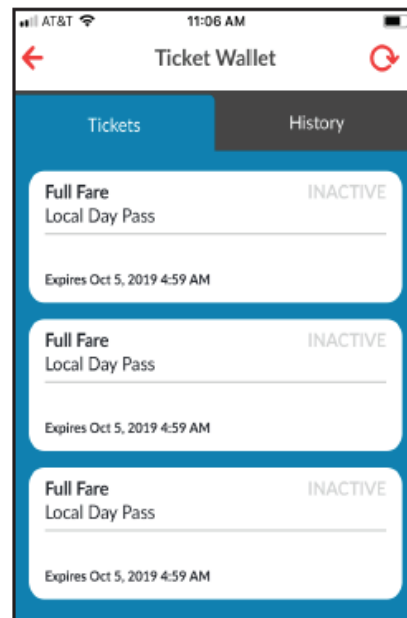 AT&T 11:06 AM
Ticket Wallet
Tickets History
Full Fare INACTIVE
Local Day Pass
Expires Oct 5, 2019 4:59 AM
Full Fare INACTIVE
Local Day Pass
Expires Oct 5, 2019 4:59 AM
Full Fare INACTIVE
Local Day Pass
Expires Oct 5, 2019 4:59 AM